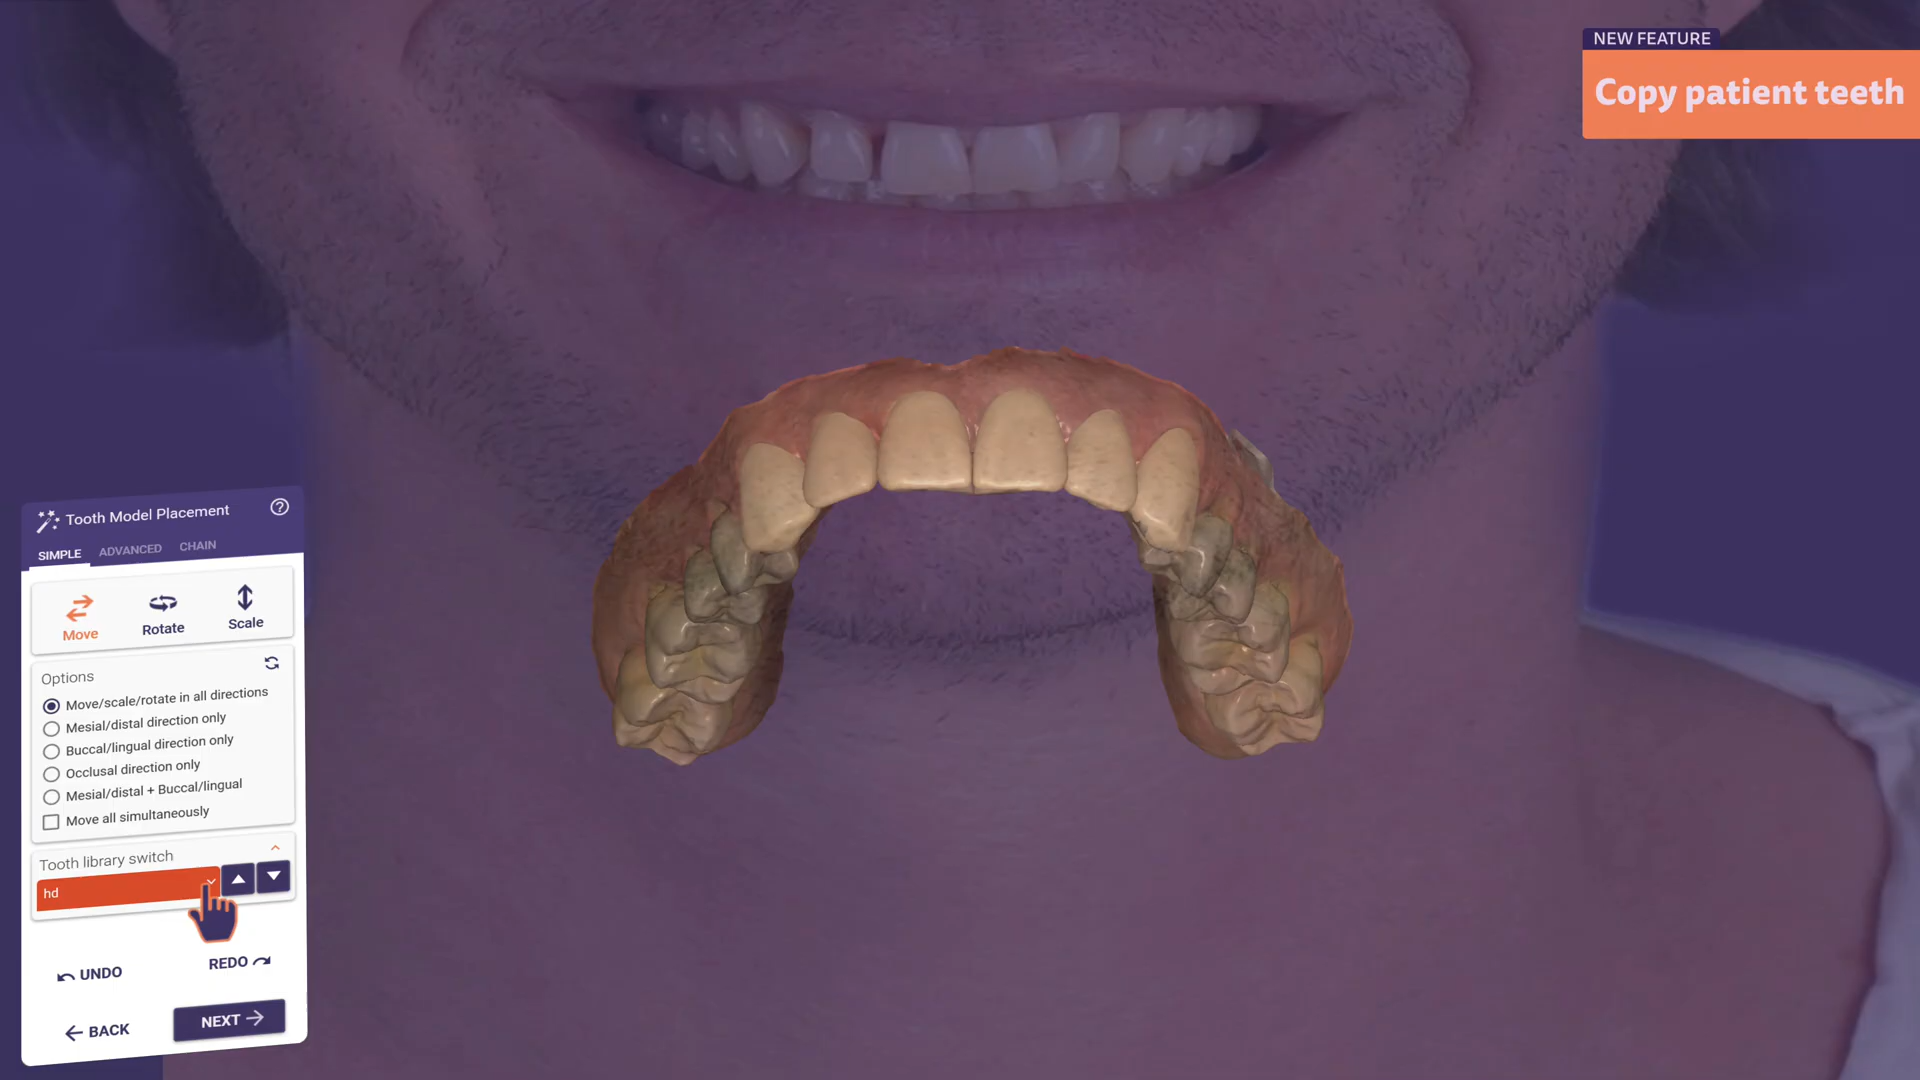 NEW FEATURE
Copy patient teeth
Tooth Model Placement
SIMPLE ADVANCED CHAIN
Move Rotate Scale
Options
Move/scale/rotate in all directions
Mesial/distal direction only
Buccal/lingual direction only
Occlusal direction only
Mesial/distal + Buccal/lingual
Move all simultaneously
Tooth library switch
hd
UNDO REDO
BACK NEXT